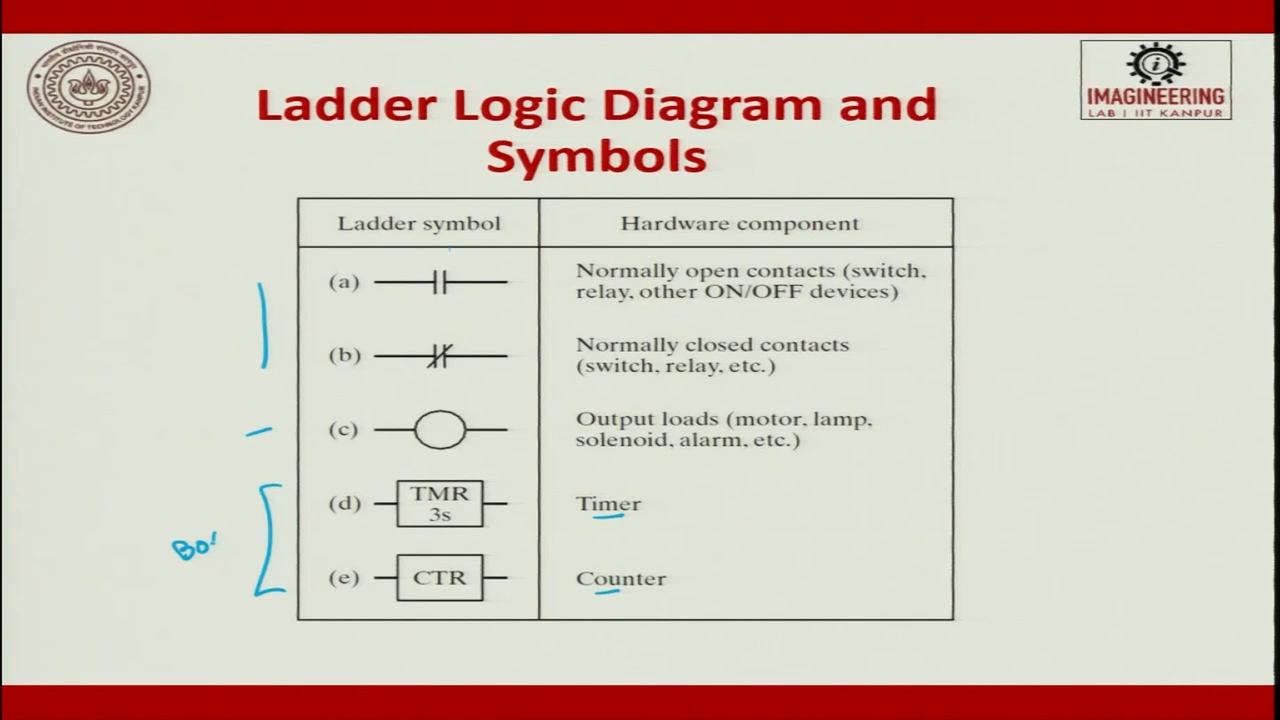 Ladder Logic Diagram and
Symbols
IMAGINEERING
LAB | IIT KANPUR
Ladder symbol
Hardware component
(a)
Normally open contacts (switch,
relay, other ON/OFF devices)
(b)
Normally closed contacts
(switch, relay, etc.)
(c)
Output loads (motor, lamp,
solenoid, alarm, etc.)
(d)
TMR
3s
Timer
(e)
CTR
Counter